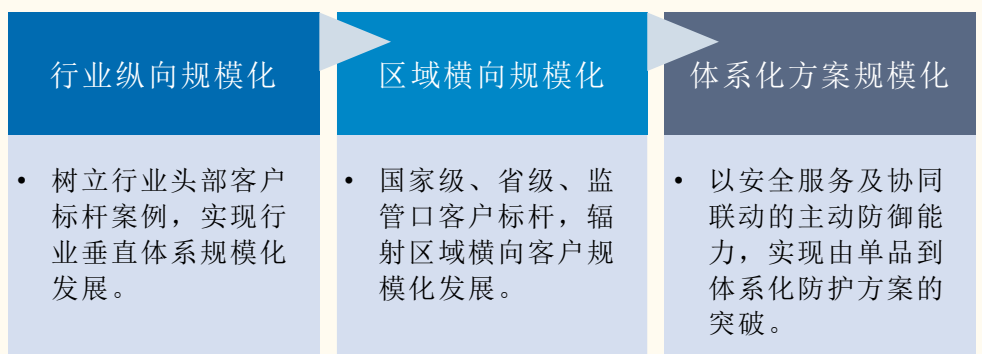 行业纵向规模化
• 树立行业头部客户
标杆案例，实现行
业垂直体系规模化
发展。
区域横向规模化
• 国家级、省级、监
管口客户标杆，辐
射区域横向客户规
模化发展。
体系化方案规模化
• 以安全服务及协同
联动的主动防御能
力，实现由单品到
体系化防护方案的
突破。